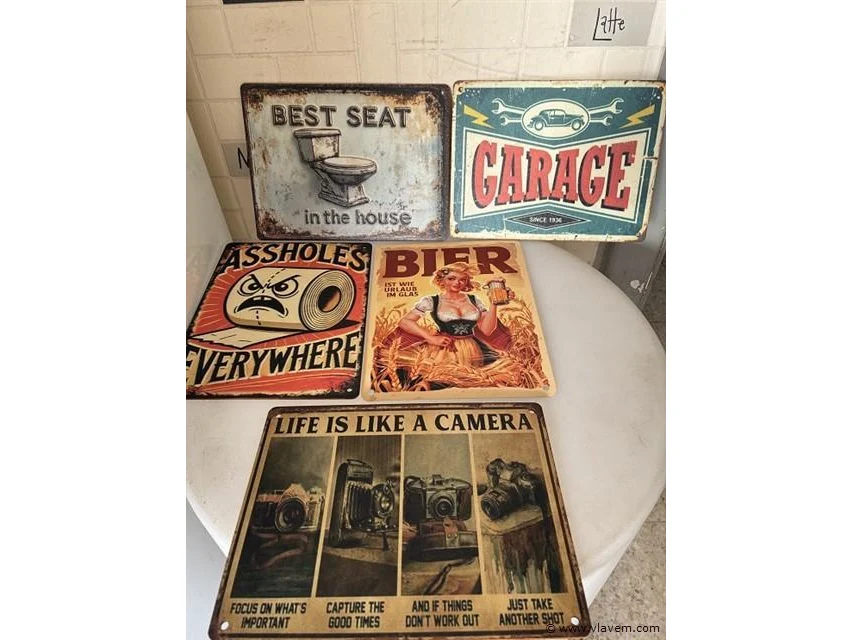 Latte
N
BEST SEAT
in the house
GARAGE
SINCE 1936
ASSHOLES
EVERYWHERE
BIER
IST WIE
URLAUB
IM GLAS
LIFE IS LIKE A CAMERA
FOCUS ON WHAT'S
IMPORTANT
CAPTURE THE
GOOD TIMES
AND IF THINGS
DON'T WORK OUT
JUST TAKE
ANOTHER SHOT
© www.vlavem.com